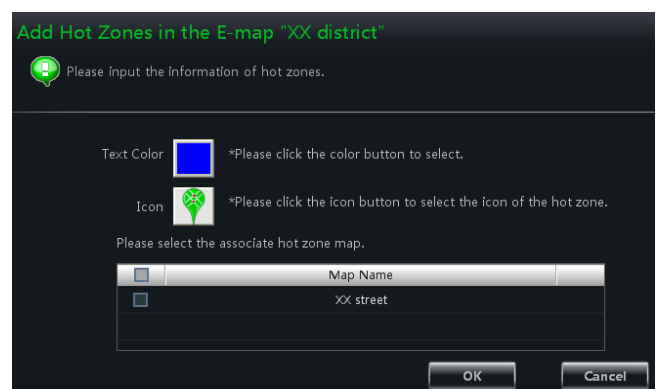 Add Hot Zones in the E-map "XX district"
Please input the information of hot zones.
Text Color *Please click the color button to select.
Icon *Please click the icon button to select the icon of the hot zone.
Please select the associate hot zone map.
Map Name
XX street
OK Cancel